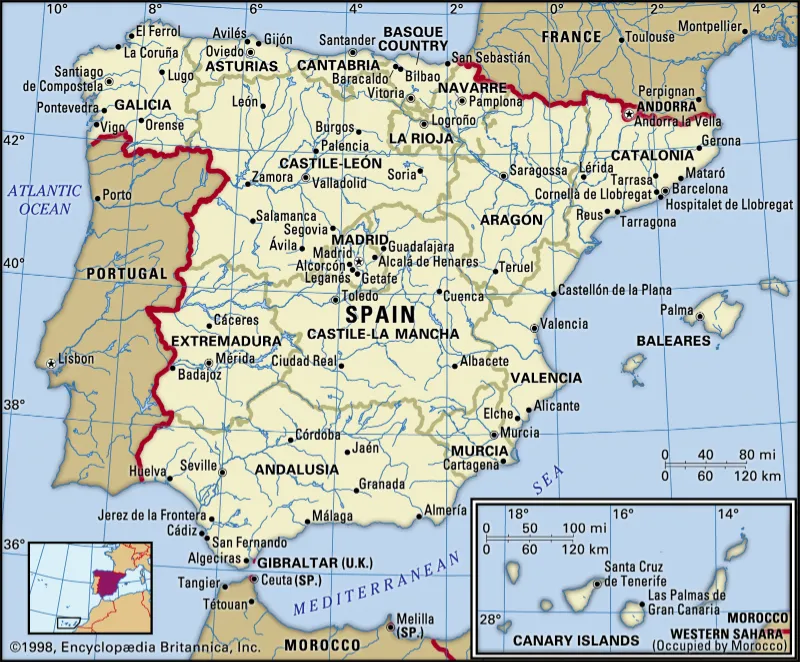 10°
8°
6°
4°
2°
0°
2°
4°
El Ferrol
La Coruña
Avilés
Gijón
Oviedo
ASTURIAS
Santander
CANTABRIA
BASQUE
COUNTRY
Baracaldo
Bilbao
San Sebastián
Vitoria
FRANCE
Toulouse
Montpellier
Perpignan
Santiago
de Compostela
Lugo
Pontevedra
GALICIA
Vigo
Orense
42°
León
Burgos
Palencia
CASTILE-LEÓN
NAVARRE
Pamplona
Logroño
LA RIOJA
ANDORRA
Andorra la Vella
Gerona
CATALONIA
Zamora
Valladolid
Soria
Saragossa
Lérida
Tarrasa
Mataró
Barcelona
Cornellà de Llobregat
Hospitalet de Llobregat
Reus
Tarragona
ARAGON
ATLANTIC
OCEAN
Porto
PORTUGAL
Salamanca
Segovia
Ávila
MADRID
Madrid
Guadalajara
Alcorcón
Alcalá de Henares
Leganés
Getafe
Teruel
40°
Toledo
Cuenca
Castellón de la Plana
SPAIN
CASTILE-LA MANCHA
Valencia
Palma
BALEARES
Lisbon
Cáceres
EXTREMADURA
Mérida
Badajoz
Ciudad Real
Albacete
VALENCIA
38°
Elche
Alicante
Murcia
MURCIA
Cartagena
Córdoba
Jaén
ANDALUSIA
Huelva
Seville
Granada
Jerez de la Frontera
Málaga
Almería
Cádiz
San Fernando
36°
Algeciras
GIBRALTAR (U.K.)
Tangier
Ceuta (SP.)
Tétouan
MEDITERRANEAN
SEA
Melilla
(SP.)
MOROCCO
0 40 80 mi
0 60 120 km
18°
16°
14°
0 50 100 mi
0 60 120 km
Santa Cruz
de Tenerife
Las Palmas de
Gran Canaria
28°
CANARY ISLANDS
MOROCCO
WESTERN SAHARA
(Occupied by Morocco)
©1998, Encyclopædia Britannica, Inc.